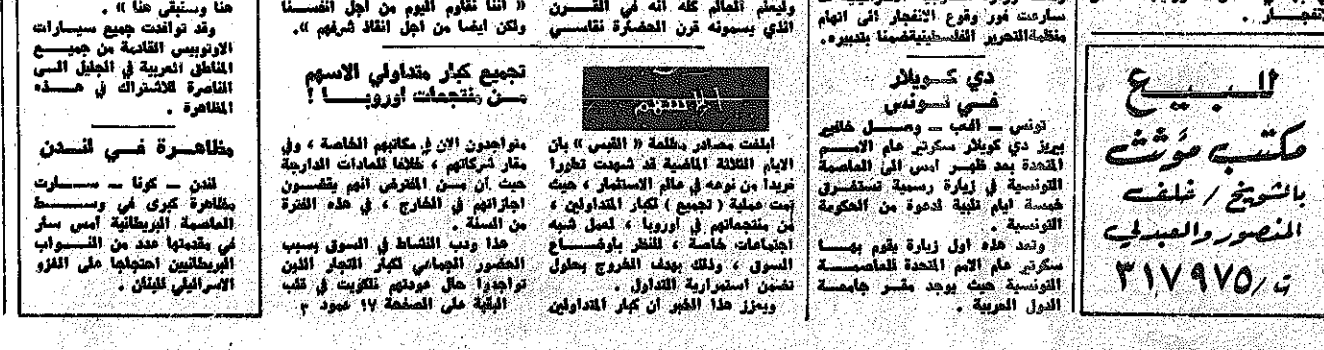 لانفجار .
للبيع
مكتب مؤثث
بالشويخ / خلف
المنصور والعبدلي
ت/ ٣١٧٩٧٥
سارعت فور وقوع الانفجار الى اتهام
منظمة التحرير الفلسطينية ضمنا بتدبيره.
دي كويلار
في تونس
تونس - القبس - وصل خافيير
بيريز دي كويلار سكرتير عام الامم
المتحدة بعد ظهر امس الى العاصمة
التونسية في زيارة رسمية تستغرق
خمسة ايام تلبية لدعوة من الحكومة
التونسية .
وتعد هذه اول زيارة يقوم بها
سكرتير عام الامم المتحدة للعاصمة
التونسية حيث يوجد مقر جامعة
الدول العربية .
وليعلم العالم كله انه في القرن
الذي يسمونه قرن الحضارة نقاسي
« اننا نقاوم اليوم من اجل انفسنا
ولكن ايضا من اجل انقاذ شرفهم ».
الاسهم
تجميع كبار متداولي الاسهم
من منتجعات اوروبا !
ابلغت مصادر مطلعة « القبس » بان
الايام الثلاثة الماضية قد شهدت تطورا
فريدا من نوعه في عالم الاستثمار ، حيث
تمت عملية ( تجميع ) لكبار المتداولين ،
من منتجعاتهم في اوروبا ، لعمل شبه
اجتماعات خاصة ، للنظر باوضاع
السوق ، وذلك بهدف الخروج بحلول
تضمن استمرارية التداول .
ويعزز هذا الخبر ان كبار المتداولين
متواجدون الان في مكاتبهم الخاصة ، وفي
مقار شركاتهم ، خلافا للعادات الدارجة
حيث ان من المفترض انهم يقضون
اجازاتهم في الخارج ، في هذه الفترة
من السنة .
هذا ودب النشاط في السوق بسبب
الحضور الجماعي لكبار التجار الذين
تواجدوا حال عودتهم للكويت في قلب
البقية على الصفحة ١٧ عمود ٣
هنا وسنبقى هنا » .
وقد توافدت جميع سيارات
الاوتوبيس القادمة من جميع
المناطق العربية في الجليل الى
الناصرة للاشتراك في هذه
المظاهرة .
مظاهرة في لندن
لندن - كونا - سارت
مظاهرة كبرى في وسط
العاصمة البريطانية أمس سار
في مقدمتها عدد من النواب
البريطانيين احتجاجا على الغزو
الاسرائيلي للبنان .